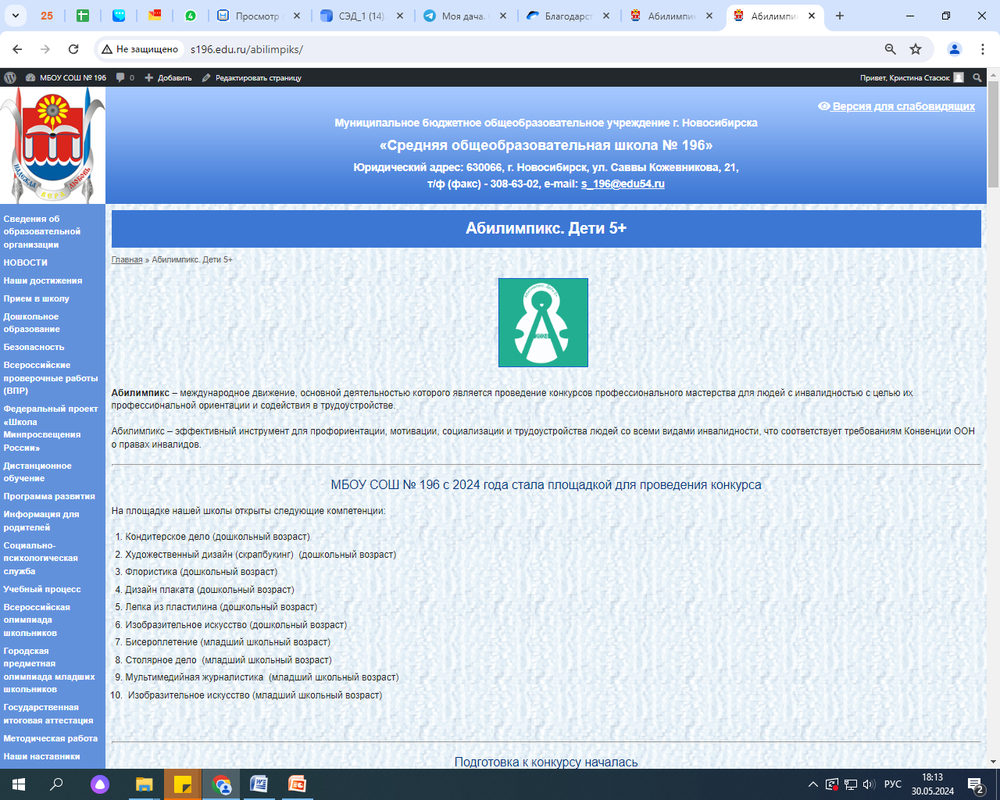 25
4
Просмотр
СЭД_1 (14).
Моя дача.
Благодарст
Абилимпик
Абилимпик
Не защищено
s196.edu.ru/abilimpiks/
МБОУ СОШ № 196
0
Добавить
Редактировать страницу
Привет, Кристина Стасюк
НАДЕЖДА ВЕРА ЛЮБОВЬ
Версия для слабовидящих
Муниципальное бюджетное общеобразовательное учреждение г. Новосибирска
«Средняя общеобразовательная школа № 196»
Юридический адрес: 630066, г. Новосибирск, ул. Саввы Кожевникова, 21,
т/ф (факс) - 308-63-02, e-mail: s_196@edu54.ru
Сведения об
образовательной
организации
НОВОСТИ
Наши достижения
Прием в школу
Дошкольное
образование
Безопасность
Всероссийские
проверочные работы
(ВПР)
Федеральный проект
«Школа
Минпросвещения
России»
Дистанционное
обучение
Программа развития
Информация для
родителей
Социально-
психологическая
служба
Учебный процесс
Всероссийская
олимпиада
школьников
Городская
предметная
олимпиада младших
школьников
Государственная
итоговая аттестация
Методическая работа
Наши наставники
Абилимпикс. Дети 5+
Главная » Абилимпикс. Дети 5+
Абилимпикс. Дети 5+
Абилимпикс – международное движение, основной деятельностью которого является проведение конкурсов профессионального мастерства для людей с инвалидностью с целью их
профессиональной ориентации и содействия в трудоустройстве.
Абилимпикс – эффективный инструмент для профориентации, мотивации, социализации и трудоустройства людей со всеми видами инвалидности, что соответствует требованиям Конвенции ООН
о правах инвалидов.
МБОУ СОШ № 196 с 2024 года стала площадкой для проведения конкурса
На площадке нашей школы открыты следующие компетенции:
1. Кондитерское дело (дошкольный возраст)
2. Художественный дизайн (скрапбукинг) (дошкольный возраст)
3. Флористика (дошкольный возраст)
4. Дизайн плаката (дошкольный возраст)
5. Лепка из пластилина (дошкольный возраст)
6. Изобразительное искусство (дошкольный возраст)
7. Бисероплетение (младший школьный возраст)
8. Столярное дело (младший школьный возраст)
9. Мультимедийная журналистика (младший школьный возраст)
10. Изобразительное искусство (младший школьный возраст)
Подготовка к конкурсу началась
РУС
18:13
30.05.2024
2